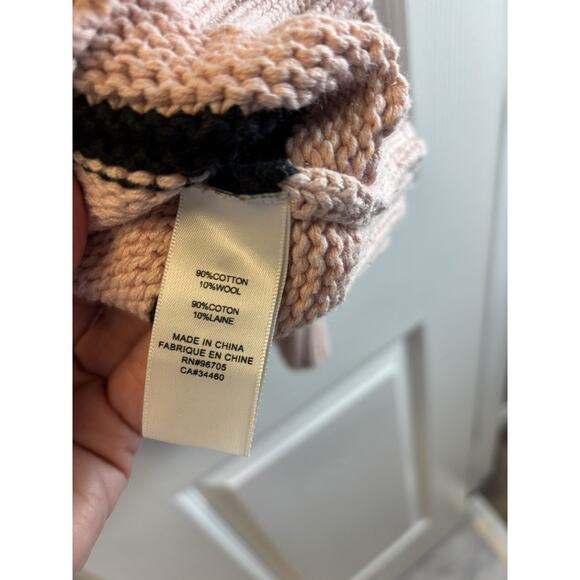 90%COTTON
10%WOOL
90%COTON
10%LAINE
MADE IN CHINA
FABRIQUE EN CHINE
RN#96705
CA#34460